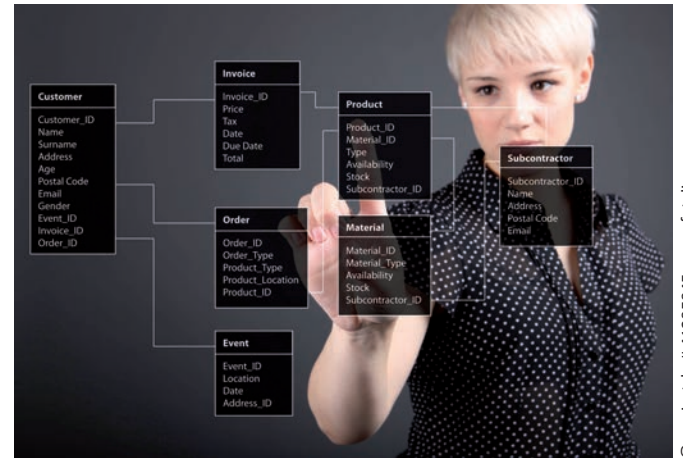 Customer
Customer_ID
Name
Surname
Address
Age
Postal Code
Email
Gender
Event_ID
Invoice_ID
Order_ID
Invoice
Invoice_ID
Price
Tax
Date
Due Date
Total
Order
Order_ID
Order_Type
Product_Type
Product_Location
Product_ID
Event
Event_ID
Location
Date
Address_ID
Product
Product_ID
Material_ID
Type
Availability
Stock
Subcontractor_ID
Material
Material_ID
Material_Type
Availability
Stock
Subcontractor_ID
Subcontractor
Subcontractor_ID
Name
Address
Postal Code
Email